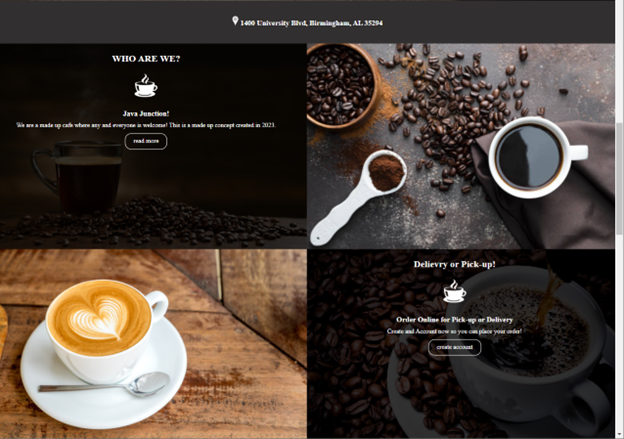 1400 University Blvd, Birmingham, AL 35294
WHO ARE WE?
Java Junction!
We are a made up cafe where any and everyone is welcome! This is a made up concept created in 2023.
read more
Delievry or Pick-up!
Order Online for Pick-up or Delivery
Create and Account now so you can place your order!
create account